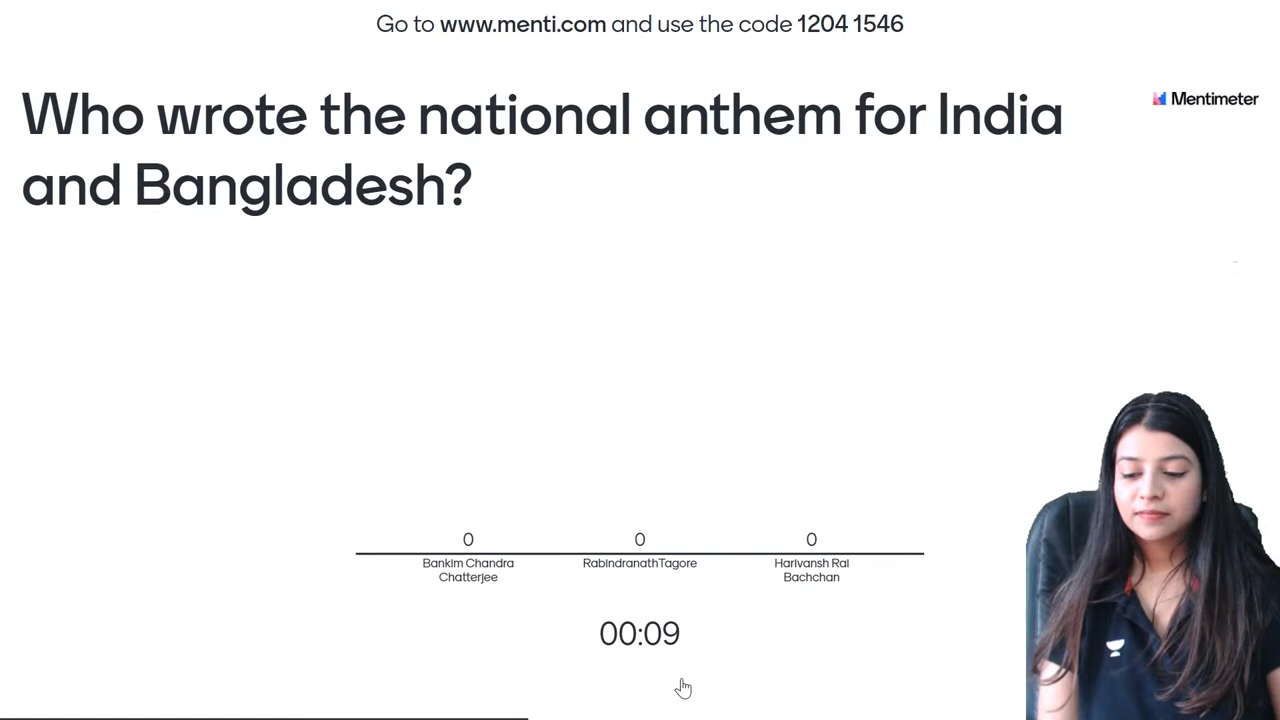 Go to www.menti.com and use the code 1204 1546
Who wrote the national anthem for India
and Bangladesh?
Mentimeter
0
0
0
Bankim Chandra
Chatterjee
RabindranathTagore
Harivansh Rai
Bachchan
00:09